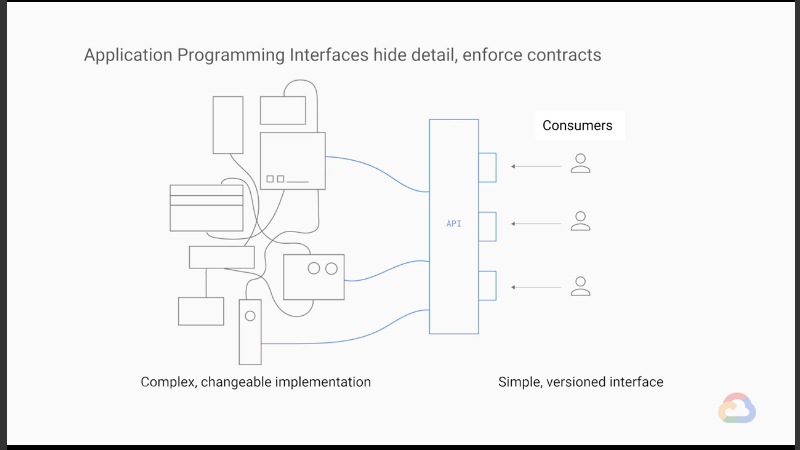 Application Programming Interfaces hide detail, enforce contracts
Consumers
API
Complex, changeable implementation
Simple, versioned interface